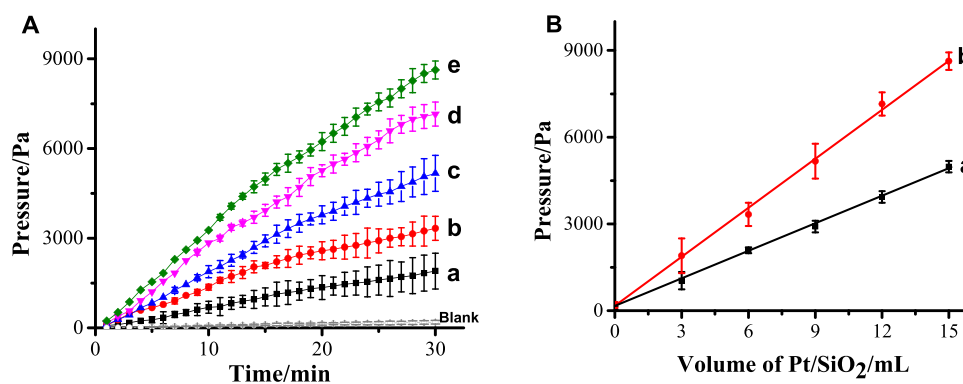 A
Pressure/Pa
9000
6000
3000
0
e
d
c
b
a
Blank
0
10
20
30
Time/min
B
Pressure/Pa
9000
6000
3000
0
b
a
0
3
6
9
12
15
Volume of Pt/SiO2/mL